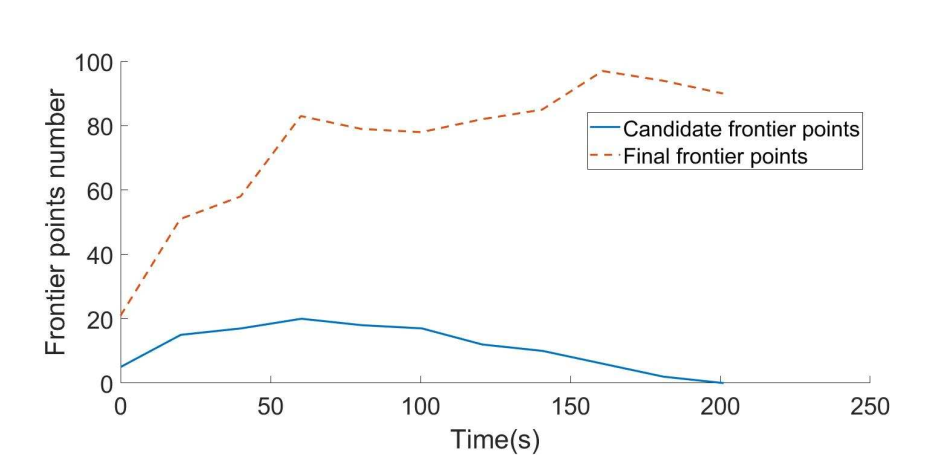 100
80
60
40
20
0
Frontier points number
Candidate frontier points
Final frontier points
0 50 100 150 200 250
Time(s)